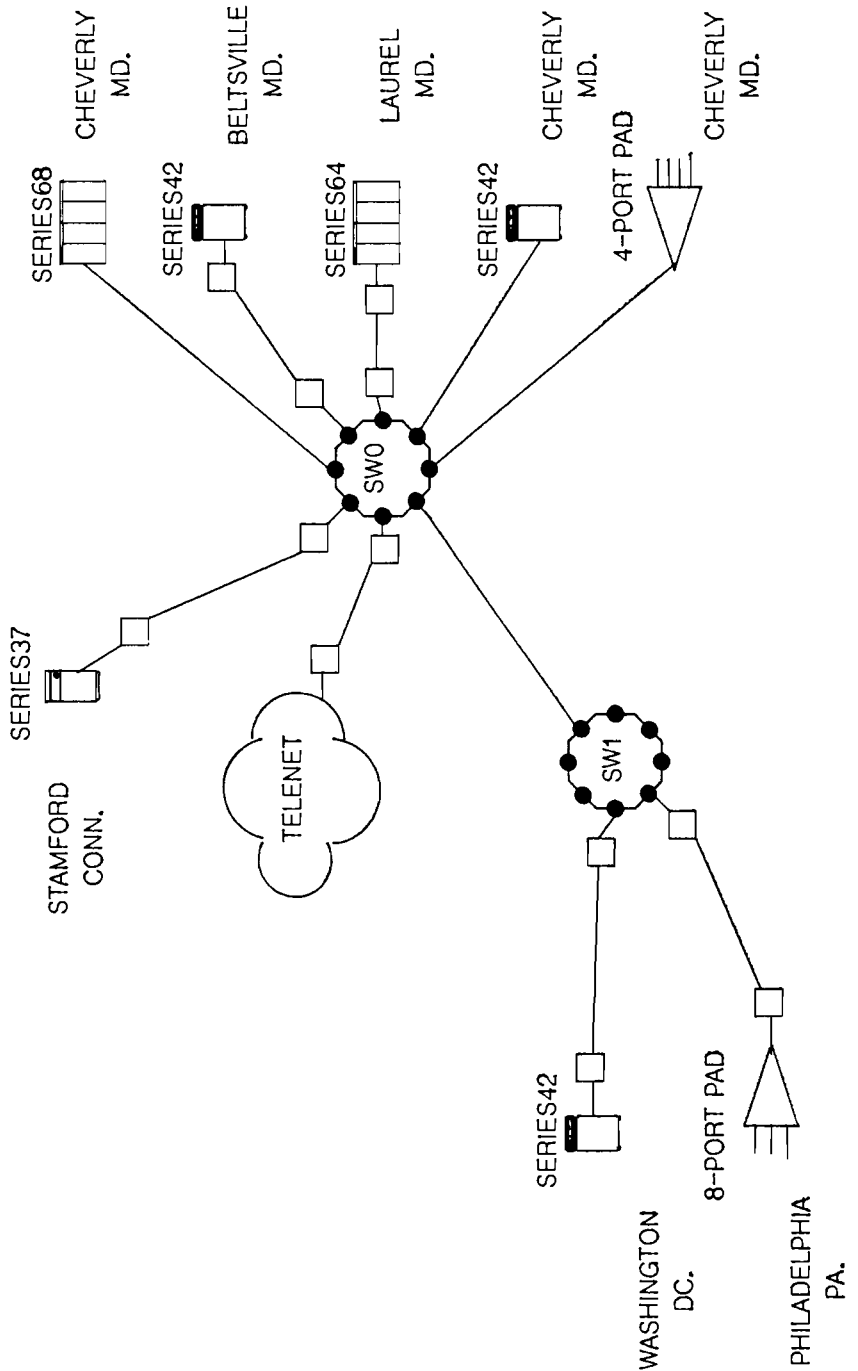 SERIES37
STAMFORD
CONN.
TELENET
SW0
SERIES68
CHEVERLY
MD.
SERIES42
BELTSVILLE
MD.
SERIES64
LAUREL
MD.
SERIES42
CHEVERLY
MD.
4-PORT PAD
CHEVERLY
MD.
SW1
SERIES42
WASHINGTON
DC.
8-PORT PAD
PHILADELPHIA
PA.